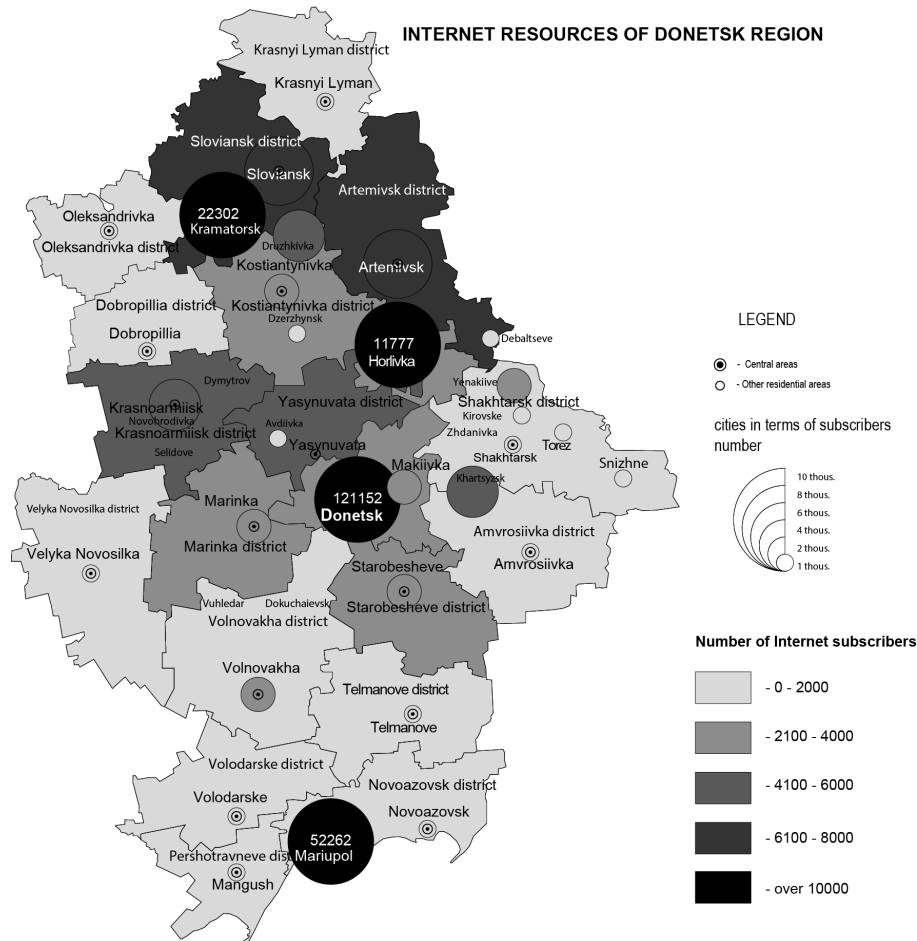 INTERNET RESOURCES OF DONETSK REGION
Krasnyi Lyman district
Krasnyi Lyman
Sloviansk district
Sloviansk
Artemivsk district
Oleksandrivka
Oleksandrivka district
22302
Kramatorsk
Druzhkivka
Kostiantynivka
Artemivsk
Dobropillia district
Dobropillia
Kostiantynivka district
Dzerzhynsk
11777
Horlivka
Debaltseve
Dymytrov
Krasnoarmiisk
Novohrodivka
Krasnoarmiisk district
Selidove
Yasynuvata district
Avdiivka
Yasynuvata
Yenakiive
Shakhtarsk district
Kirovske
Zhdanivka
Torez
Shakhtarsk
Snizhne
Makiivka
Khartsyzsk
121152
Donetsk
Marinka
Marinka district
Velyka Novosilka district
Velyka Novosilka
Amvrosiivka district
Amvrosiivka
Starobesheve
Starobesheve district
Vuhledar
Dokuchaievsk
Volnovakha district
Volnovakha
Telmanove district
Telmanove
Volodarske district
Volodarske
Novoazovsk district
Novoazovsk
52262
Mariupol
Pershotravneve dist
Mangush
LEGEND
- Central areas
- Other residential areas
cities in terms of subscribers
number
10 thous.
8 thous.
6 thous.
4 thous.
2 thous.
1 thous.
Number of Internet subscribers
- 0 - 2000
- 2100 - 4000
- 4100 - 6000
- 6100 - 8000
- over 10000